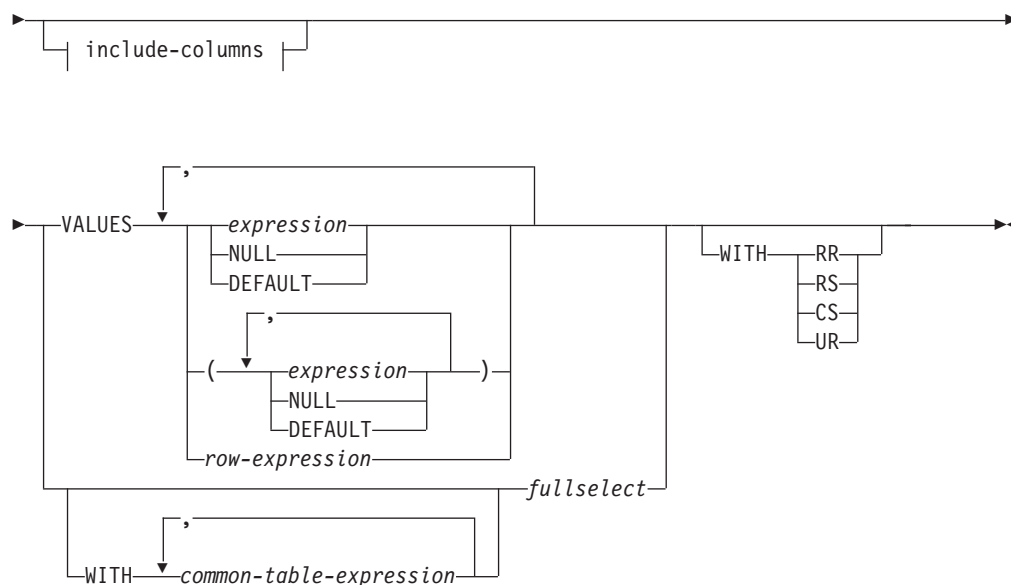 include-columns
,
VALUES expression
NULL
DEFAULT
WITH RR
RS
CS
UR
,
( expression )
NULL
DEFAULT
row-expression
fullselect
,
WITH common-table-expression